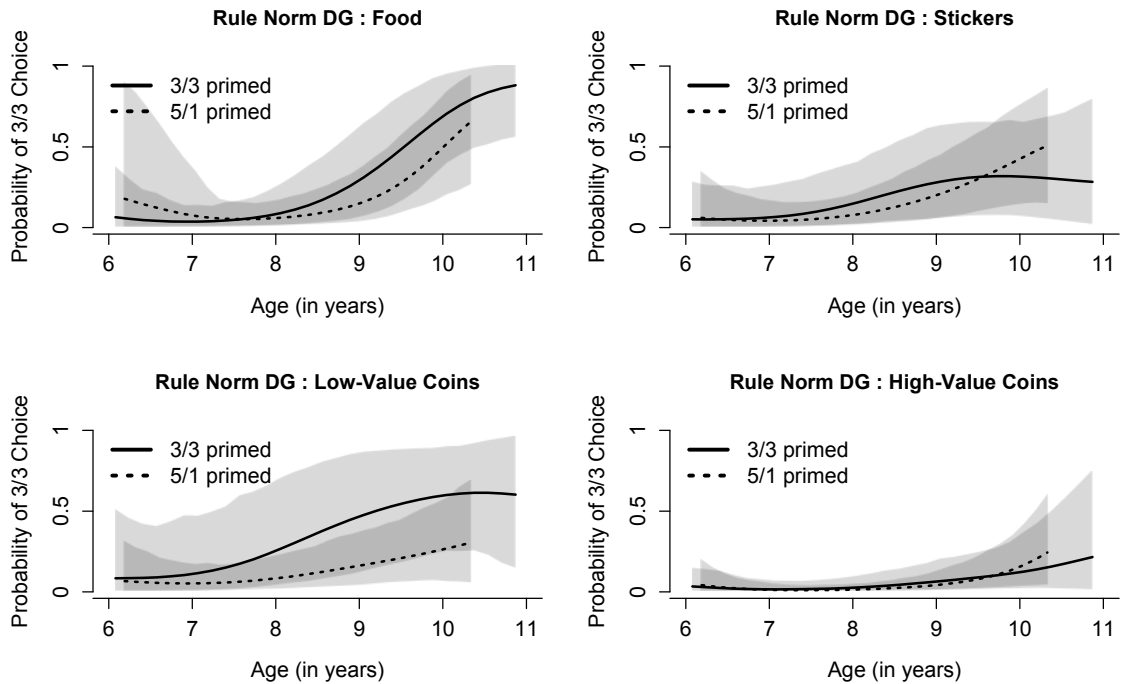 Rule Norm DG : Food
Probability of 3/3 Choice
1
0.5
0
3/3 primed
5/1 primed
6 7 8 9 10 11
Age (in years)
Rule Norm DG : Stickers
Probability of 3/3 Choice
1
0.5
0
3/3 primed
5/1 primed
6 7 8 9 10 11
Age (in years)
Rule Norm DG : Low-Value Coins
Probability of 3/3 Choice
1
0.5
0
3/3 primed
5/1 primed
6 7 8 9 10 11
Age (in years)
Rule Norm DG : High-Value Coins
Probability of 3/3 Choice
1
0.5
0
3/3 primed
5/1 primed
6 7 8 9 10 11
Age (in years)